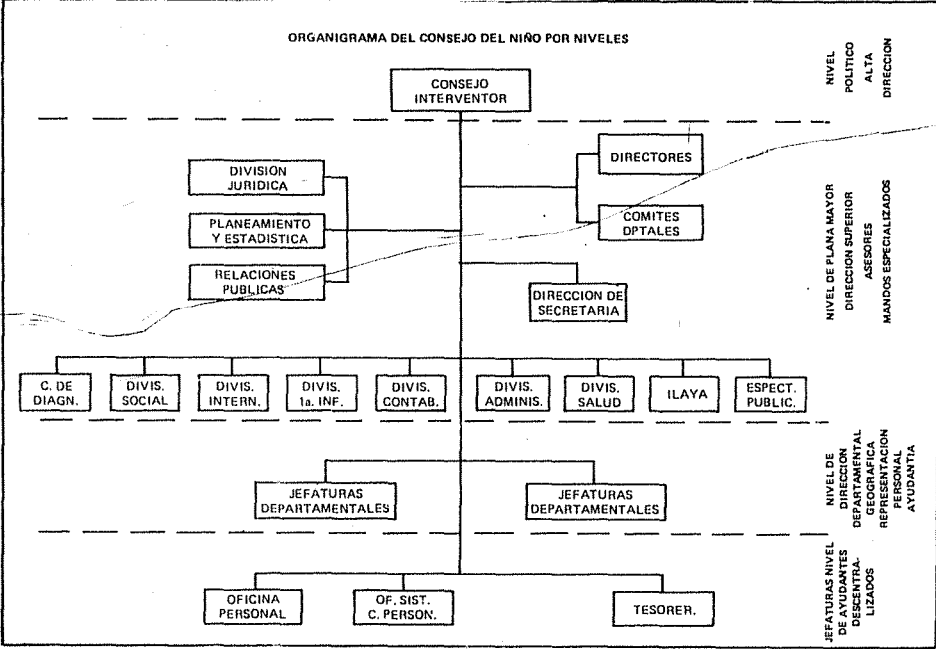 ORGANIGRAMA DEL CONSEJO DEL NIÑO POR NIVELES
CONSEJO
INTERVENTOR
NIVEL
POLITICO
ALTA
DIRECCION
DIVISIÓN
JURIDICA
PLANEAMIENTO
Y ESTADISTICA
RELACIONES
PUBLICAS
DIRECTORES
COMITES
DPTALES
DIRECCION DE
SECRETARIA
NIVEL DE PLANA MAYOR
DIRECCION SUPERIOR
ASESORES
MANDOS ESPECIALIZADOS
C. DE
DIAGN.
DIVIS.
SOCIAL
DIVIS.
INTERN.
DIVIS.
1a. INF.
DIVIS.
CONTAB.
DIVIS.
ADMINIS.
DIVIS.
SALUD
ILAYA
ESPECT.
PUBLIC.
JEFATURAS
DEPARTAMENTALES
JEFATURAS
DEPARTAMENTALES
NIVEL DE
DIRECCION
DEPARTAMENTAL
GEOGRAFICA
REPRESENTACION
PERSONAL
AYUDANTIA
OFICINA
PERSONAL
OF. SIST.
C. PERSON.
TESORER.
JEFATURAS NIVEL
DE AYUDANTES
DESCENTRA-
LIZADOS